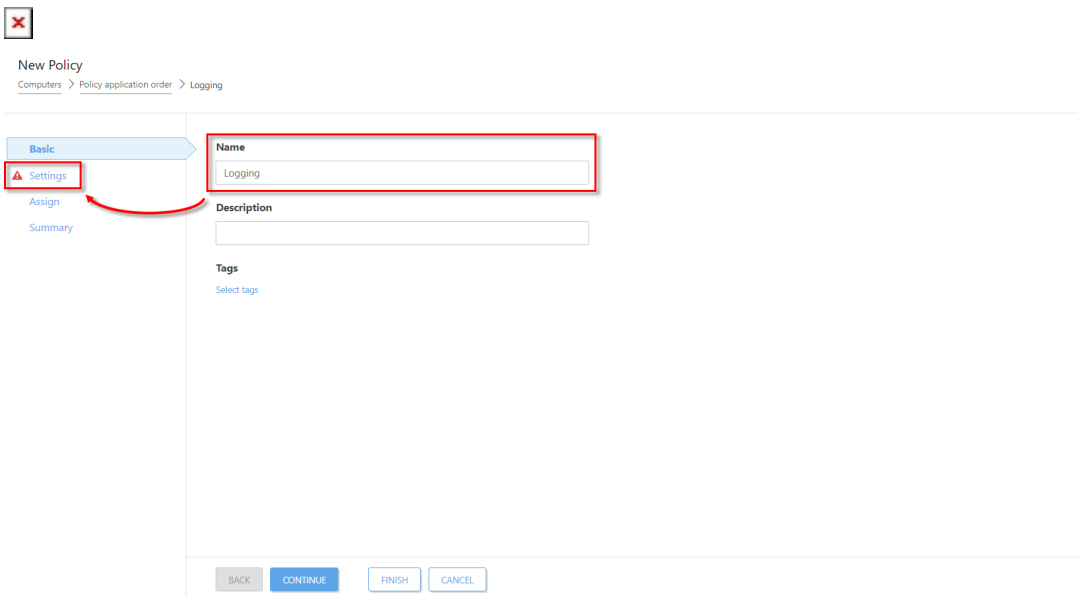 New Policy
Computers > Policy application order > Logging
Basic
Settings
Assign
Summary
Name
Logging
Description
Tags
Select tags
BACK CONTINUE FINISH CANCEL